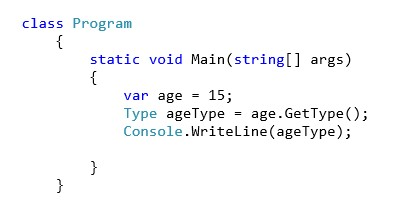 class Program
{
static void Main(string[] args)
{
var age = 15;
Type ageType = age.GetType();
Console.WriteLine(ageType);
}
}